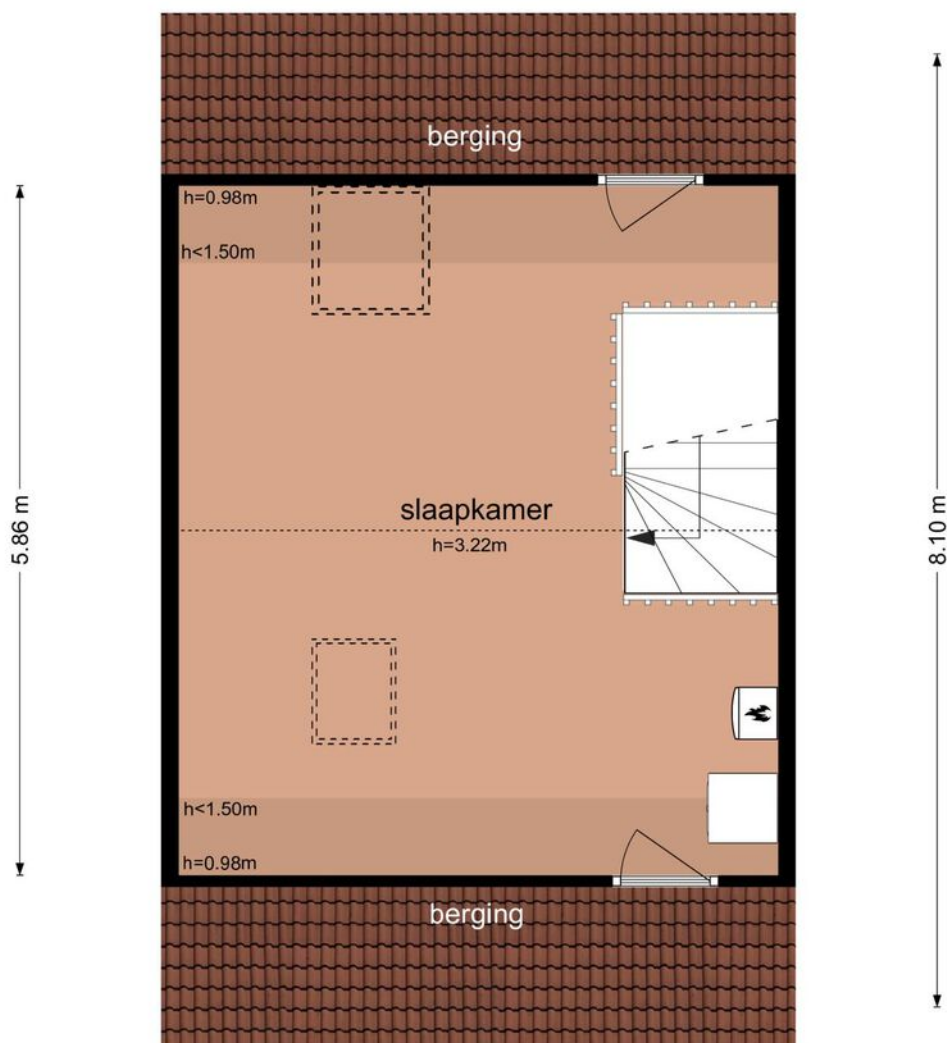 berging
h=0.98m
h<1.50m
5.86 m
slaapkamer
h=3.22m
8.10 m
h<1.50m
h=0.98m
berging